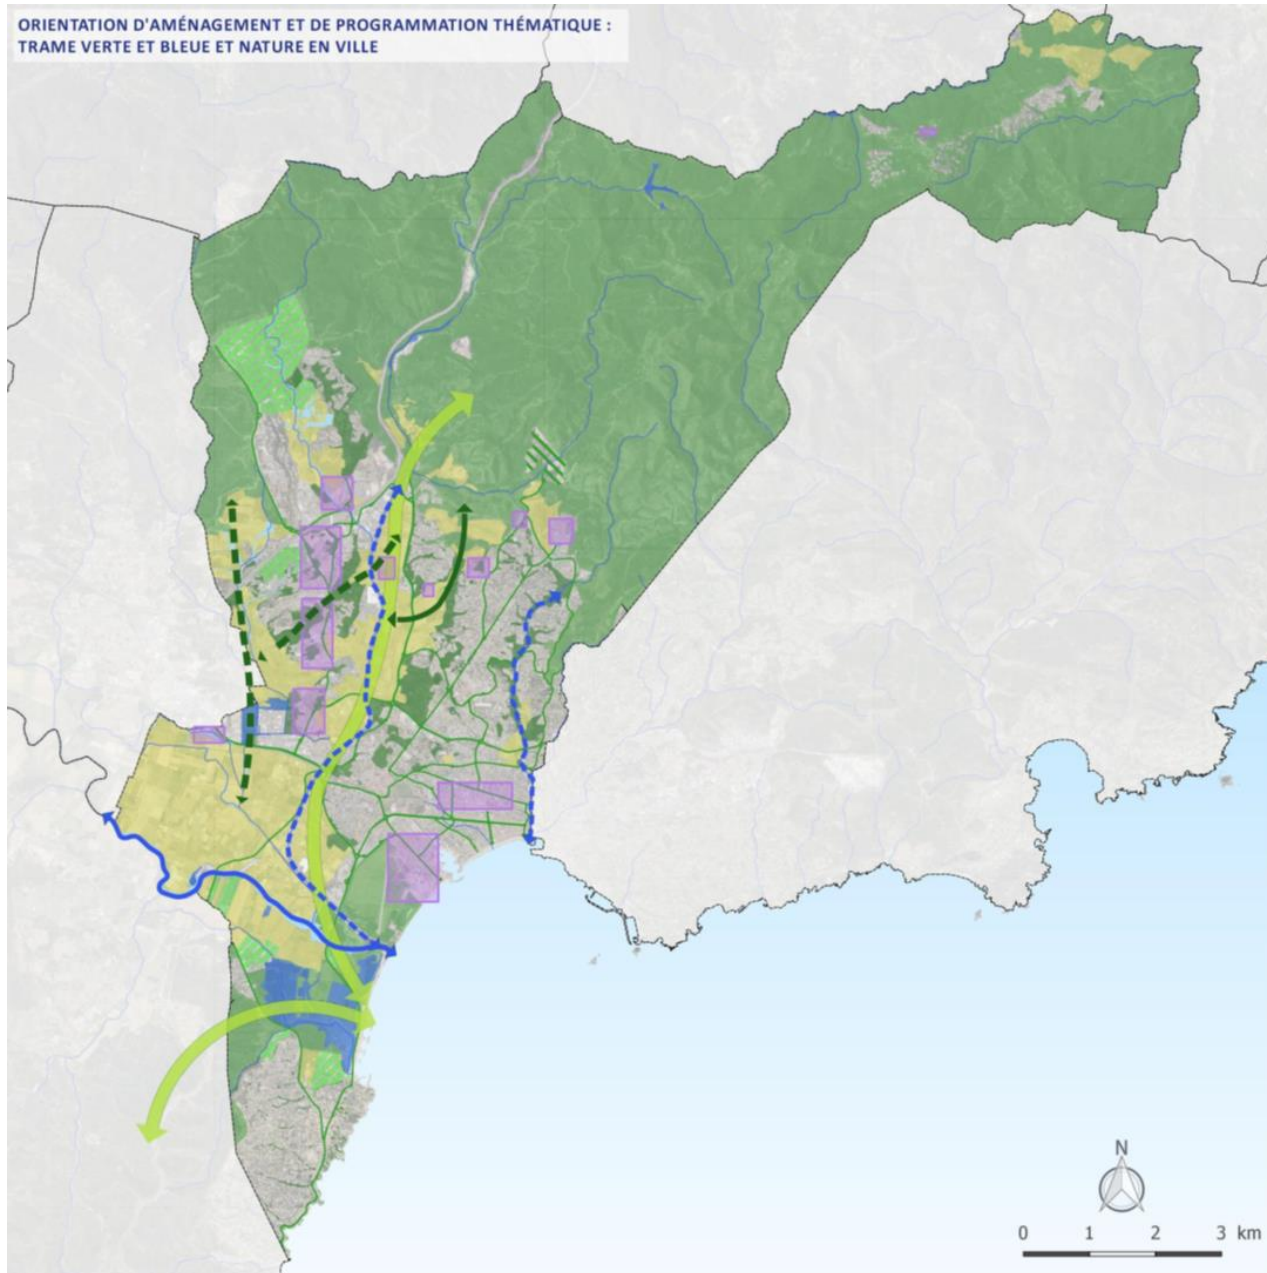 ORIENTATION D'AMÉNAGEMENT ET DE PROGRAMMATION THÉMATIQUE :
TRAME VERTE ET BLEUE ET NATURE EN VILLE
N
0 1 2 3 km